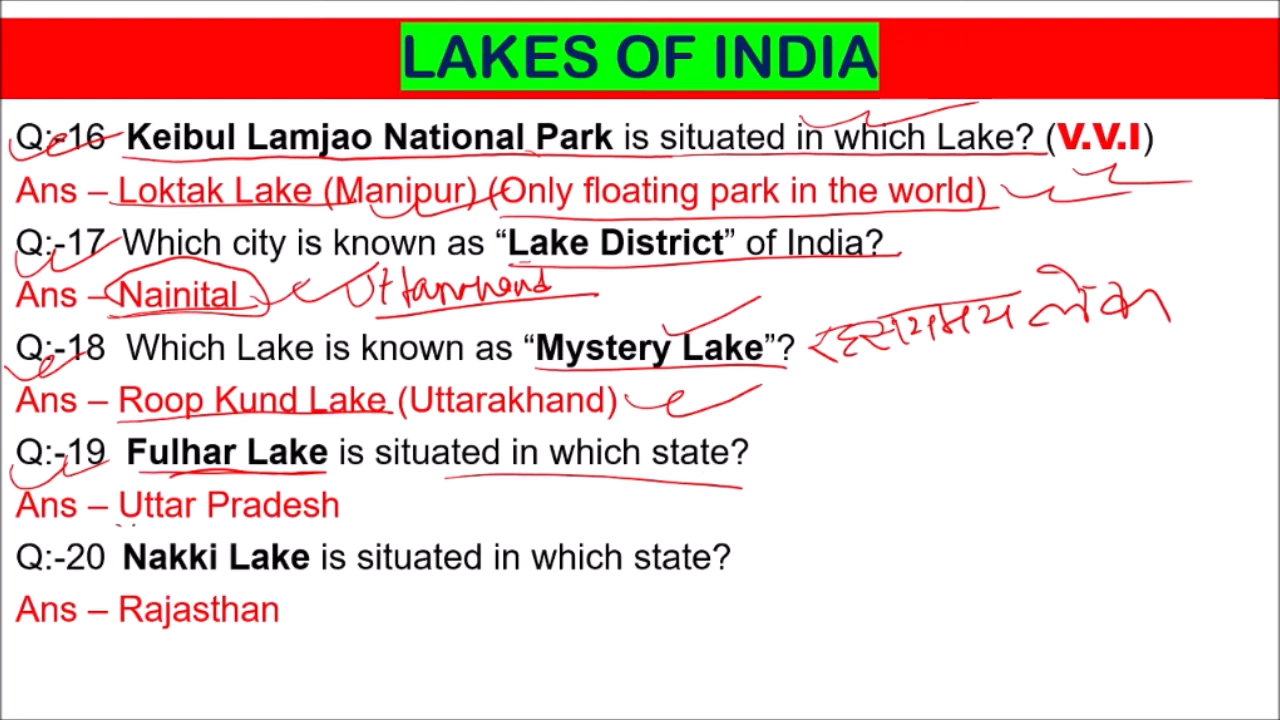 LAKES OF INDIA
Q:-16 Keibul Lamjao National Park is situated in which Lake? (V.V.I)
Ans – Loktak Lake (Manipur) (Only floating park in the world)
Q:-17 Which city is known as “Lake District” of India?
Ans – Nainital Uttarakhand
Q:-18 Which Lake is known as “Mystery Lake”?
Ans – Roop Kund Lake (Uttarakhand)
Q:-19 Fulhar Lake is situated in which state?
Ans – Uttar Pradesh
Q:-20 Nakki Lake is situated in which state?
Ans – Rajasthan